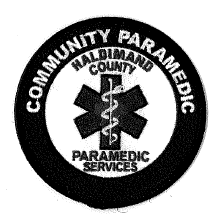 COMMUNITY PARAMEDIC
HALDIMAND
COUNTY
PARAMEDIC
SERVICES